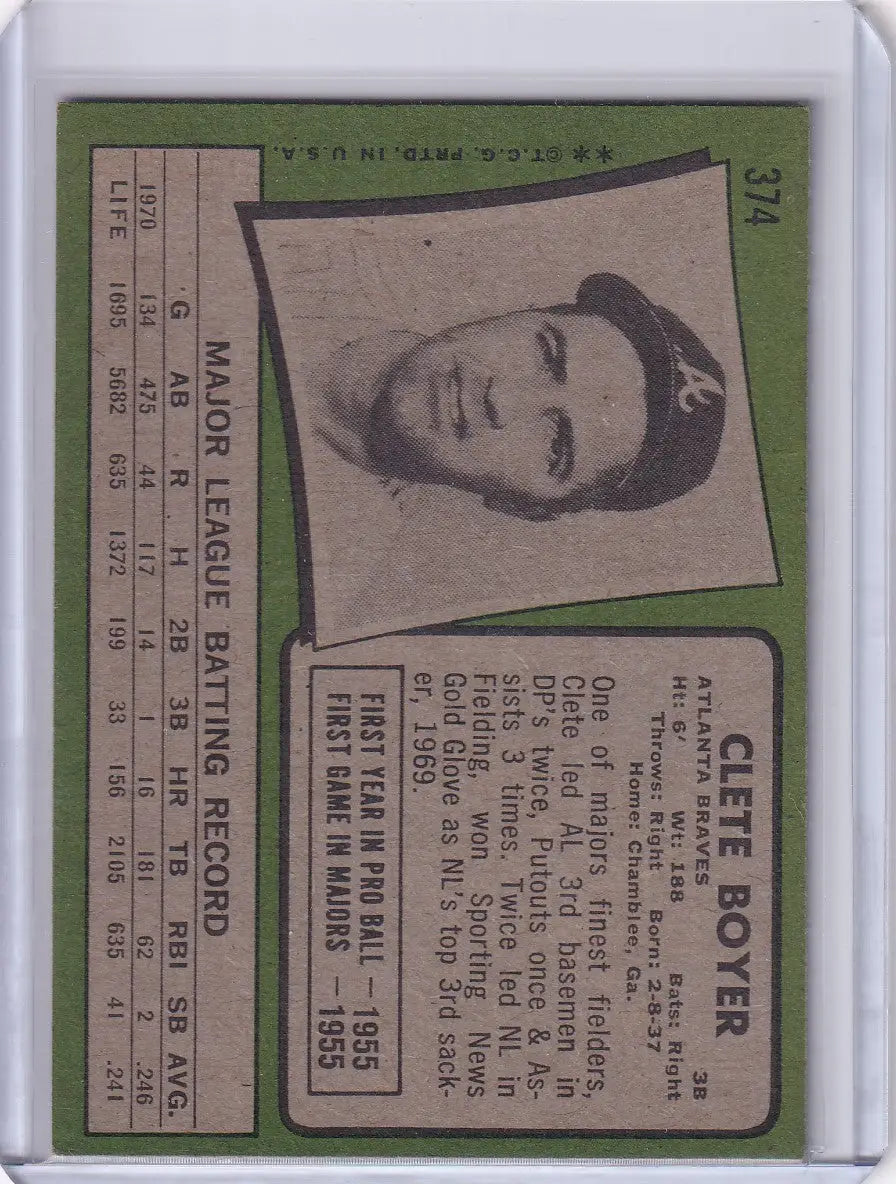 374
**©T.C.G. PRTD. IN U.S.A.
A
CLETE BOYER
ATLANTA BRAVES 3B
Ht: 6' Wt: 188 Bats: Right
Throws: Right Born: 2-8-37
Home: Chamblee, Ga.
One of majors finest fielders,
Clete led AL 3rd basemen in
DP's twice, Putouts once & As-
sists 3 times. Twice led NL in
Fielding, won Sporting News
Gold Glove as NL's top 3rd sack-
er, 1969.
FIRST YEAR IN PRO BALL — 1955
FIRST GAME IN MAJORS — 1955
MAJOR LEAGUE BATTING RECORD
G AB R H 2B 3B HR TB RBI SB AVG.
1970 134 475 44 117 14 1 16 181 62 2 .246
LIFE 1695 5682 635 1372 199 33 156 2105 635 41 .241